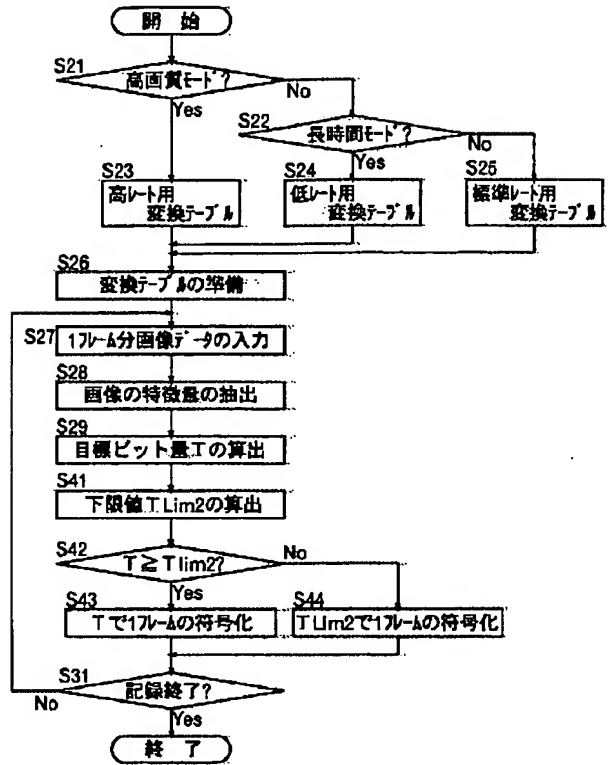 開 始
S21
高画質モード?
No
Yes
S22
長時間モード?
No
Yes
S23
高レート用
変換テーブル
S24
低レート用
変換テーブル
S25
標準レート用
変換テーブル
S26
変換テーブルの準備
S27
1フレーム分画像データの入力
S28
画像の特徴量の抽出
S29
目標ビット量Tの算出
S41
下限値TLim2の算出
S42
T≧Tlim2?
No
Yes
S43
Tで1フレームの符号化
S44
TLim2で1フレームの符号化
S31
記録終了?
No
Yes
終 了